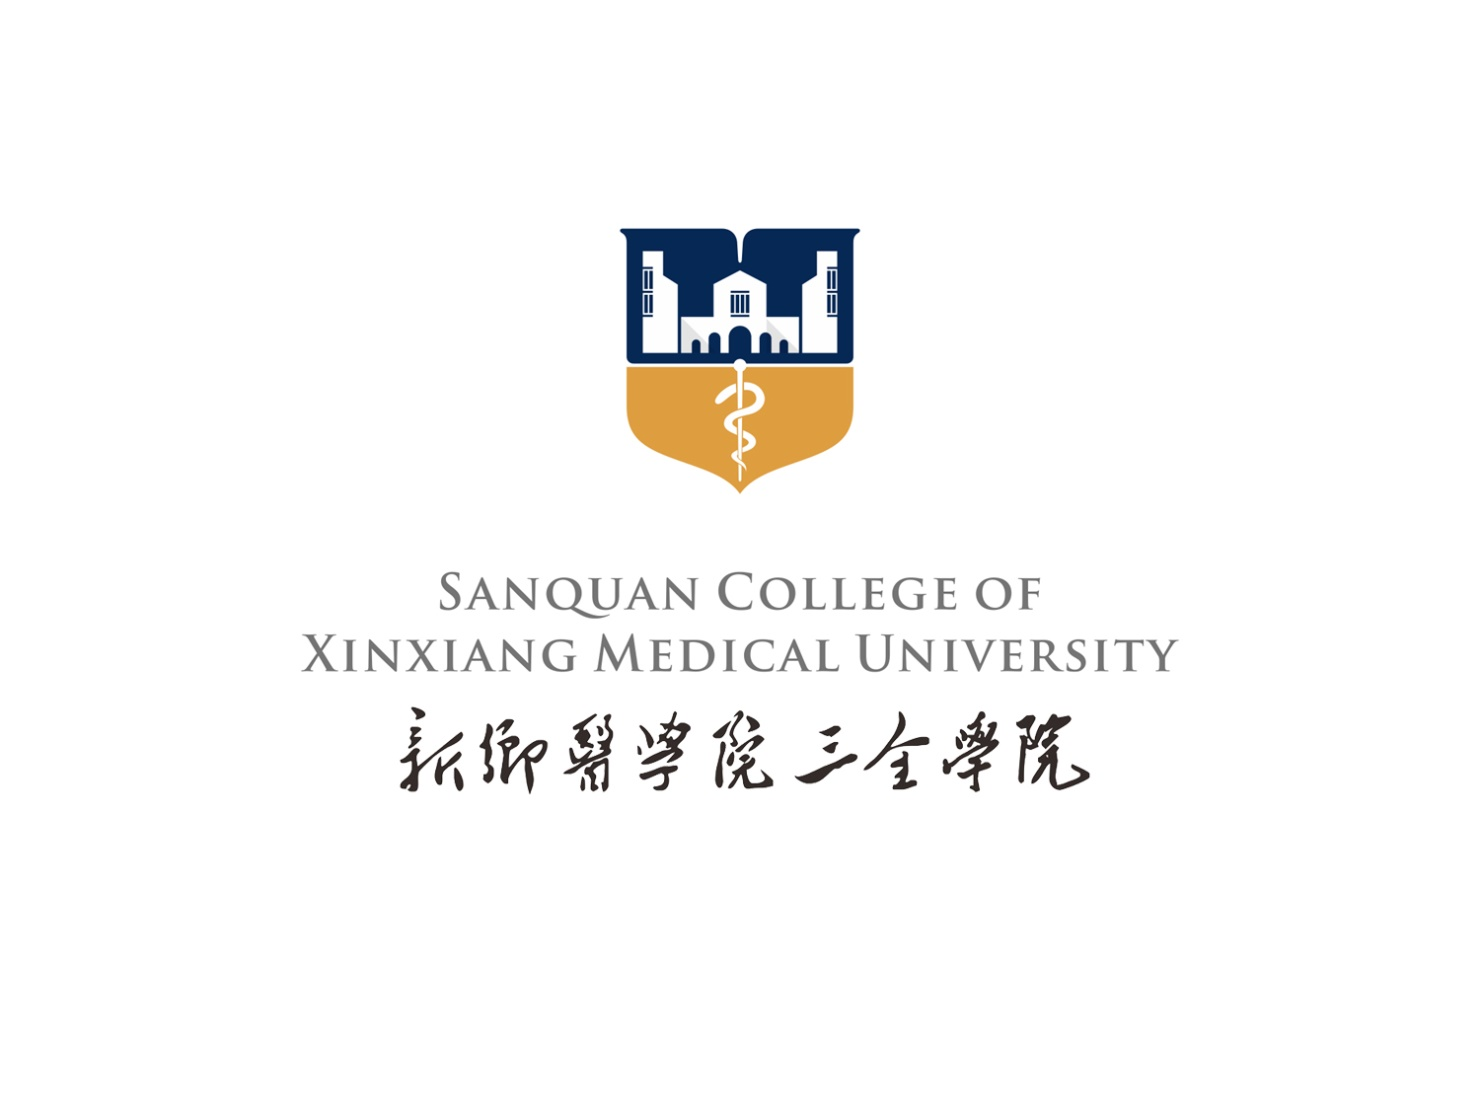 SANQUAN COLLEGE OF
XINXIANG MEDICAL UNIVERSITY
新鄉醫學院三全學院